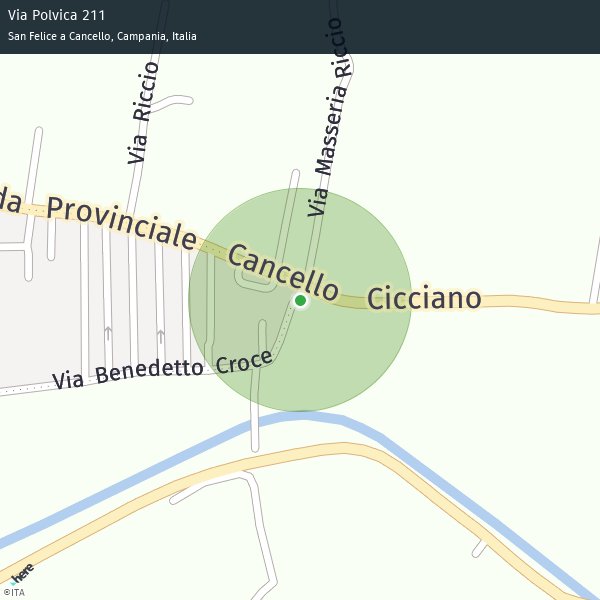 Via Polvica 211
San Felice a Cancello, Campania, Italia
Via Riccio
Via Masseria Riccio
da Provinciale Cancello Cicciano
Via Benedetto Croce
here
©ITA